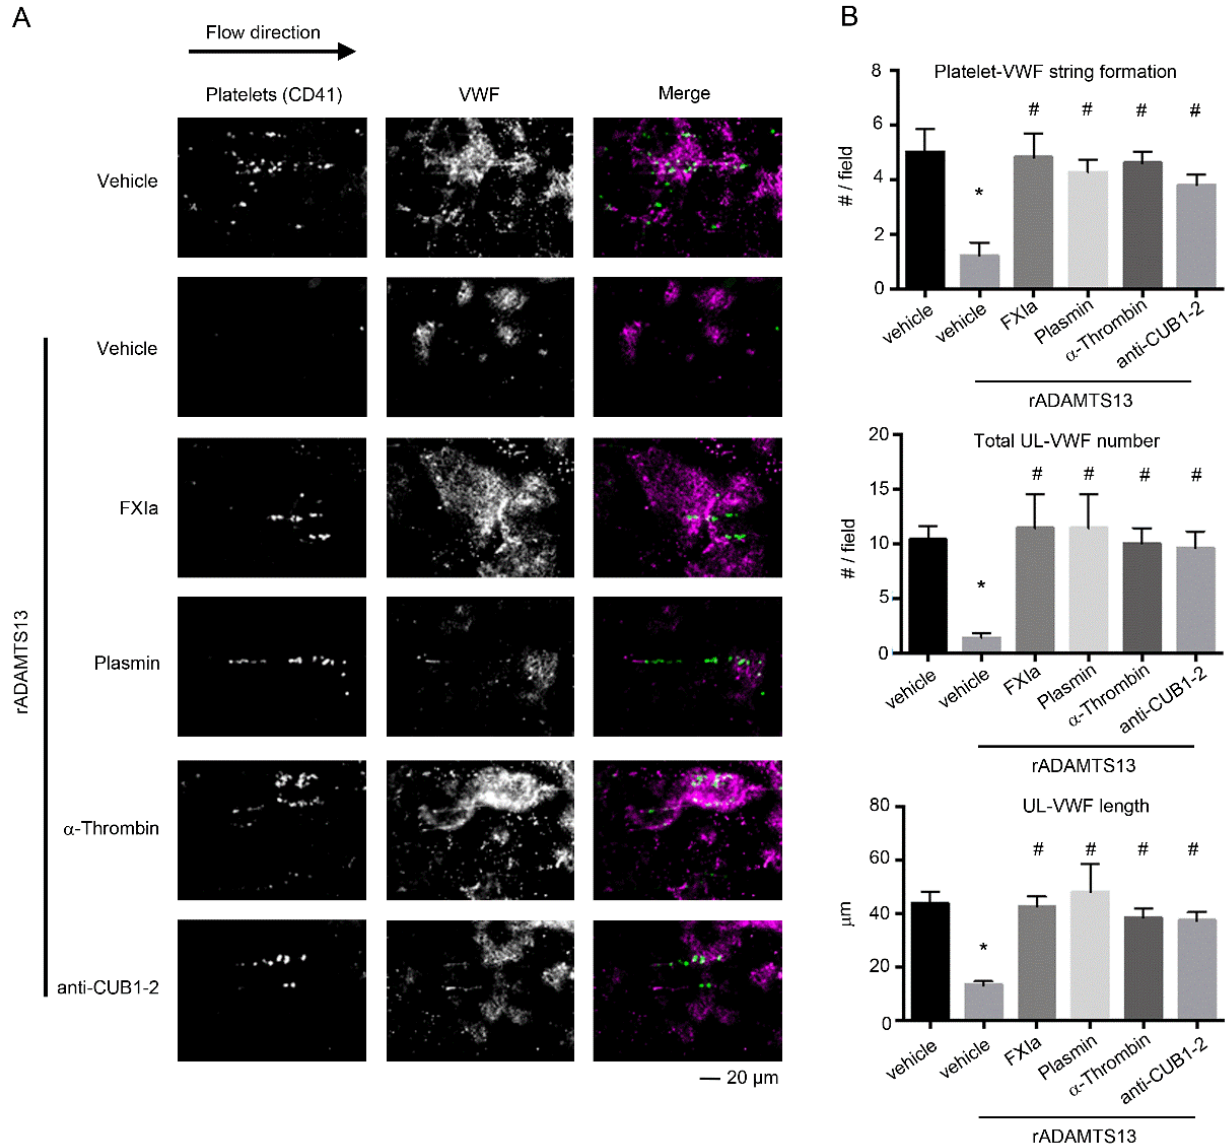 A
Flow direction
Platelets (CD41) VWF Merge
Vehicle
Vehicle
FXIa
Plasmin
α-Thrombin
anti-CUB1-2
rADAMTS13
20 µm
B
Platelet-VWF string formation
# / field
8
6
4
2
0
* # # # #
vehicle vehicle FXIa Plasmin α-Thrombin anti-CUB1-2
rADAMTS13
Total UL-VWF number
# / field
20
15
10
5
0
* # # # #
vehicle vehicle FXIa Plasmin α-Thrombin anti-CUB1-2
rADAMTS13
UL-VWF length
µm
80
60
40
20
0
* # # # #
vehicle vehicle FXIa Plasmin α-Thrombin anti-CUB1-2
rADAMTS13